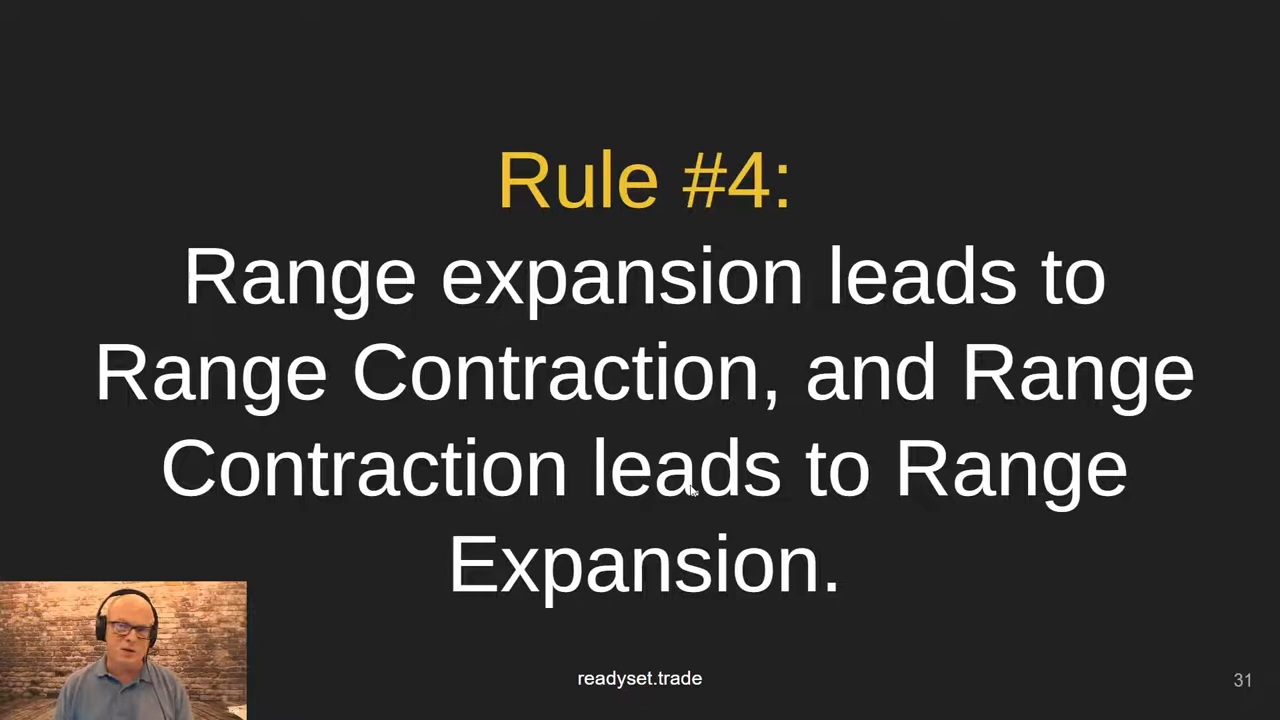 Rule #4:
Range expansion leads to
Range Contraction, and Range
Contraction leads to Range
Expansion.
readyset.trade
31